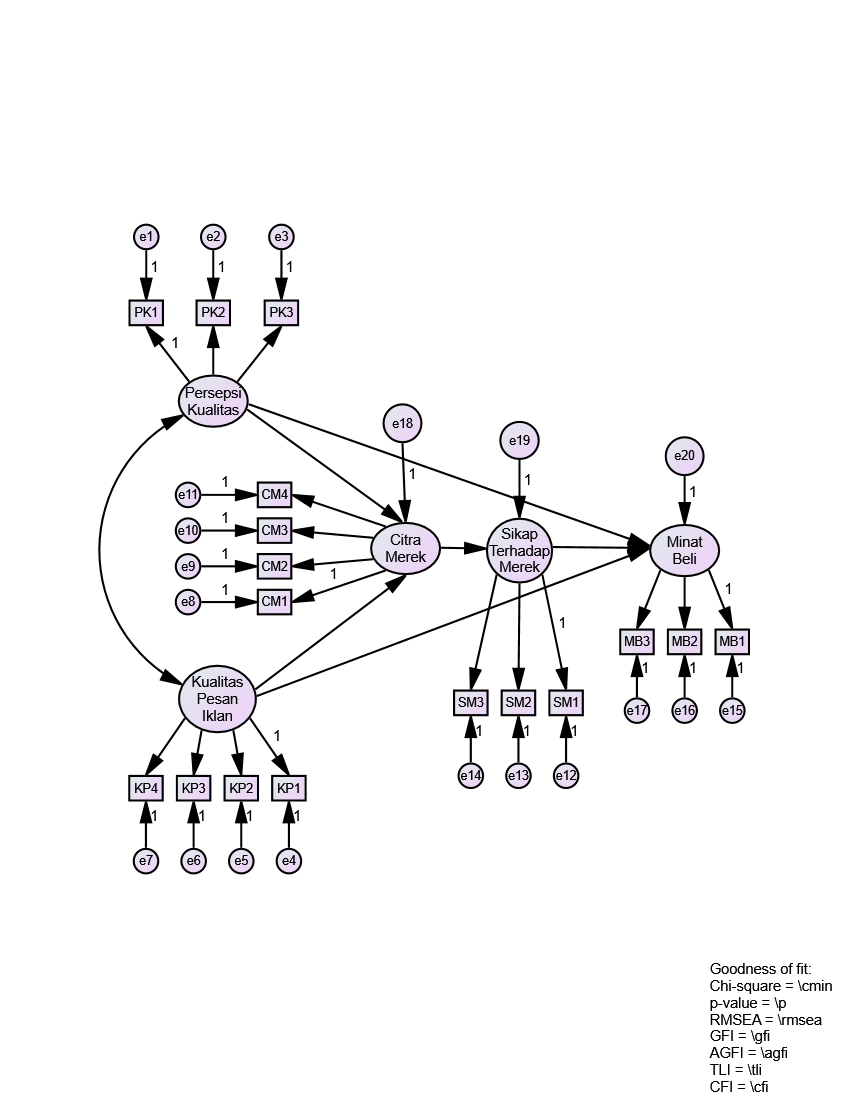 e1 e2 e3
1 1 1
PK1 PK2 PK3
1
Persepsi
Kualitas
e18 e19 e20
1 1 1
e11 1 CM4
e10 1 CM3
e9 1 CM2
e8 1 CM1
1
Citra
Merek
Sikap
Terhadap
Merek
Minat
Beli
1
MB3 MB2 MB1
1 1 1
e17 e16 e15
1
SM3 SM2 SM1
1 1 1
e14 e13 e12
Kualitas
Pesan
Iklan
1
KP4 KP3 KP2 KP1
1 1 1 1
e7 e6 e5 e4
Goodness of fit:
Chi-square = \cmin
p-value = \p
RMSEA = \rmsea
GFI = \gfi
AGFI = \agfi
TLI = \tli
CFI = \cfi